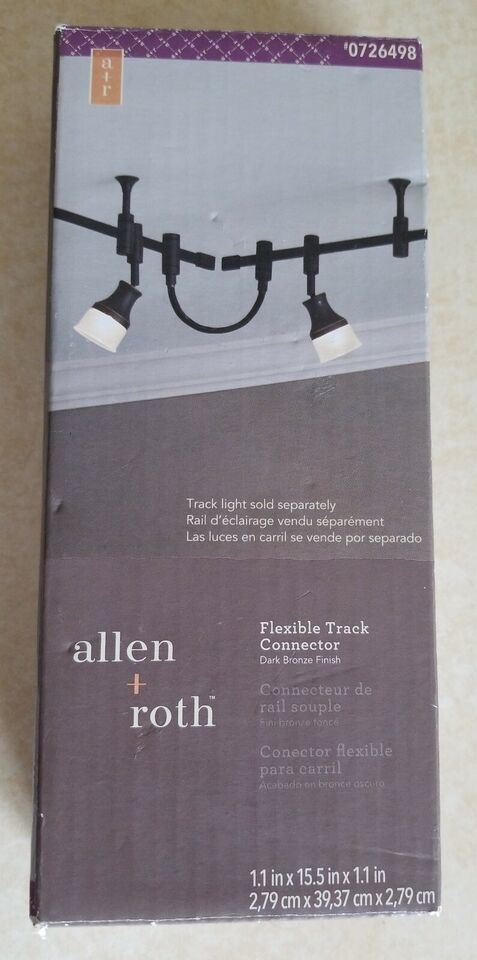 #0726498
a+r
Track light sold separately
Rail d'éclairage vendu séparément
Las luces en carril se vende por separado
allen
+
roth™
Flexible Track
Connector
Dark Bronze Finish
Connecteur de
rail souple
Fini bronze foncé
Conector flexible
para carril
Acabado en bronce oscuro
1.1 in x 15.5 in x 1.1 in
2,79 cm x 39,37 cm x 2,79 cm